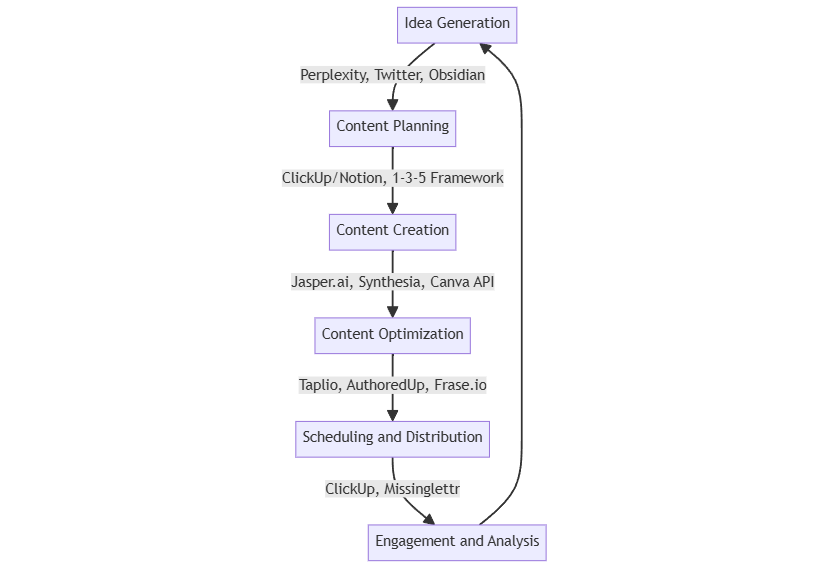 Idea Generation
Perplexity, Twitter, Obsidian
Content Planning
ClickUp/Notion, 1-3-5 Framework
Content Creation
Jasper.ai, Synthesia, Canva API
Content Optimization
Taplio, AuthoredUp, Frase.io
Scheduling and Distribution
ClickUp, Missinglettr
Engagement and Analysis